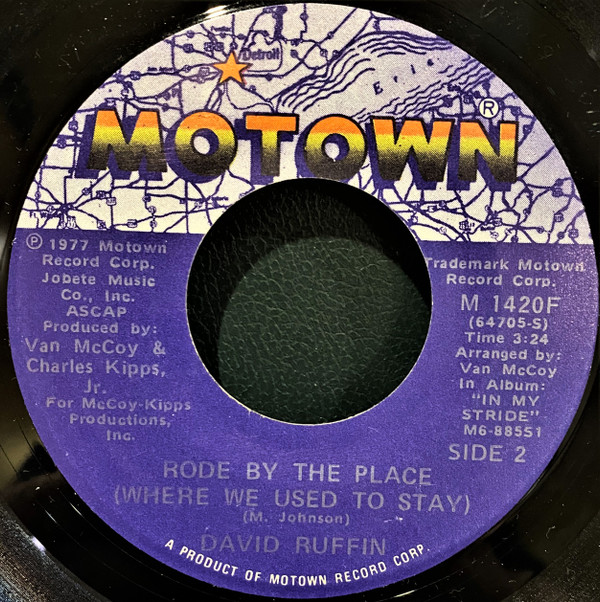 Detroit
Erie
MOTOWN®
℗ 1977 Motown
Record Corp.
Jobete Music
Co., Inc.
ASCAP
Produced by:
Van McCoy &
Charles Kipps,
Jr.
For McCoy-Kipps
Productions,
Inc.
Trademark Motown
Record Corp.
M 1420F
(64705-S)
Time 3:24
Arranged by:
Van McCoy
In Album:
"IN MY
STRIDE"
M6-885S1
SIDE 2
RODE BY THE PLACE
(WHERE WE USED TO STAY)
(M. Johnson)
DAVID RUFFIN
A PRODUCT OF MOTOWN RECORD CORP.